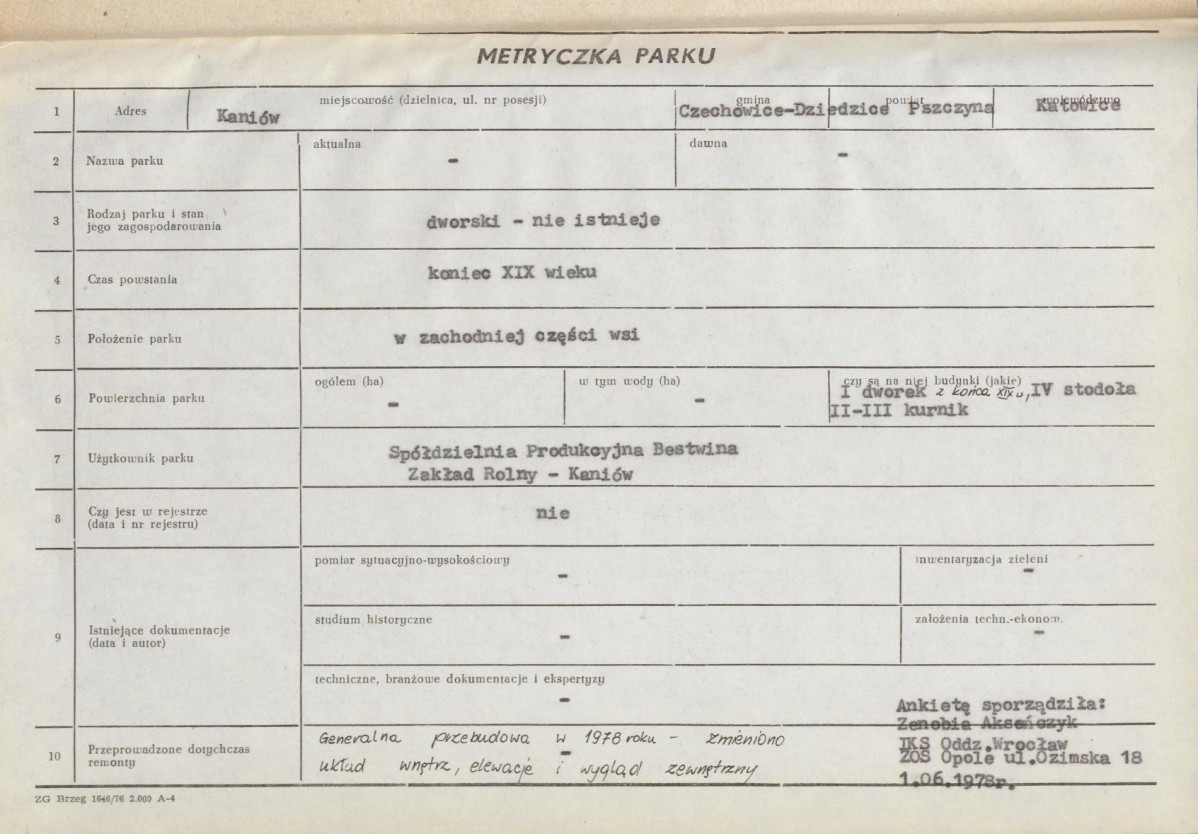 METRYCZKA PARKU
1 Adres miejscowość (dzielnica, ul. nr posesji) gmina powiat województwo
Kaniów Czechowice-Dziedzice Pszczyna Katowice
2 Nazwa parku aktualna dawna
- -
3 Rodzaj parku i stan
jego zagospodarowania
dworski - nie istnieje
4 Czas powstania
koniec XIX wieku
5 Położenie parku
w zachodniej części wsi
6 Powierzchnia parku ogółem (ha) w tym wody (ha) czy są na niej budynki (jakie)
- - I dworek z końca XIX w, IV stodoła
II-III kurnik
7 Użytkownik parku
Spółdzielnia Produkcyjna Bestwina
Zakład Rolny - Kaniów
8 Czy jest w rejestrze
(data i nr rejestru)
nie
9 Istniejące dokumentacje
(data i autor)
pomiar sytuacyjno-wysokościowy inwentaryzacja zieleni
- -
studium historyczne założenia techn.-ekonom.
- -
techniczne, branżowe dokumentacje i ekspertyzy
-
10 Przeprowadzone dotychczas
remonty
Generalna przebudowa w 1978 roku - zmieniono
-
układ wnętrz, elewacje i wygląd zewnętrzny
Ankietę sporządziła:
Zenobia Aksończyk
IKS Oddz.Wrocław
ZOS Opole ul.Ozimska 18
1.06.1978r.
ZG Brzeg 1646/76 2.000 A-4